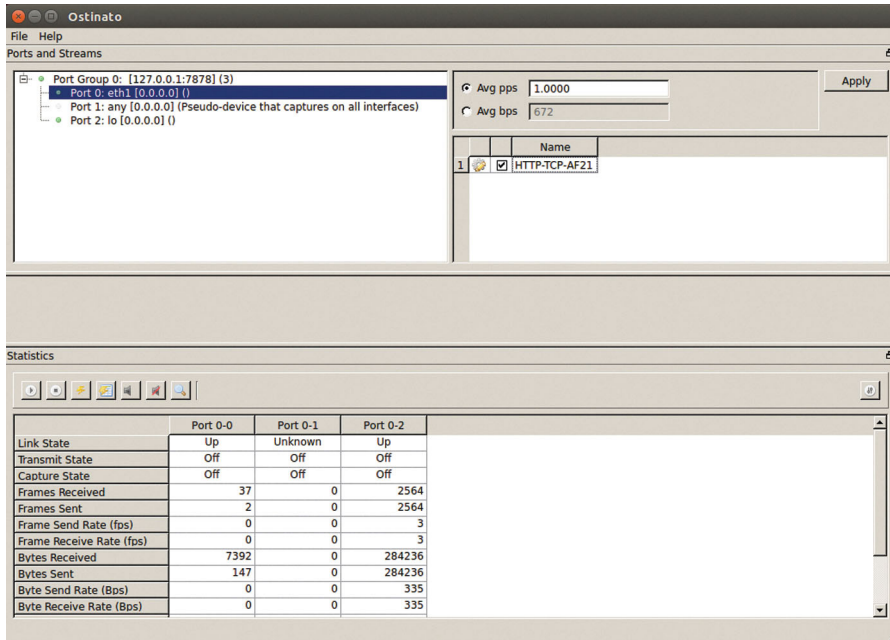 Ostinato
File Help
Ports and Streams
Port Group 0: [127.0.0.1:7878] (3)
Port 0: eth1 [0.0.0.0] ()
Port 1: any [0.0.0.0] (Pseudo-device that captures on all interfaces)
Port 2: lo [0.0.0.0] ()
Avg pps 1.0000
Avg bps 672
Apply
Name
1 HTTP-TCP-AF21
Statistics
Port 0-0 Port 0-1 Port 0-2
Link State Up Unknown Up
Transmit State Off Off Off
Capture State Off Off Off
Frames Received 37 0 2564
Frames Sent 2 0 2564
Frame Send Rate (fps) 0 0 3
Frame Receive Rate (fps) 0 0 3
Bytes Received 7392 0 284236
Bytes Sent 147 0 284236
Byte Send Rate (Bps) 0 0 335
Byte Receive Rate (Bps) 0 0 335